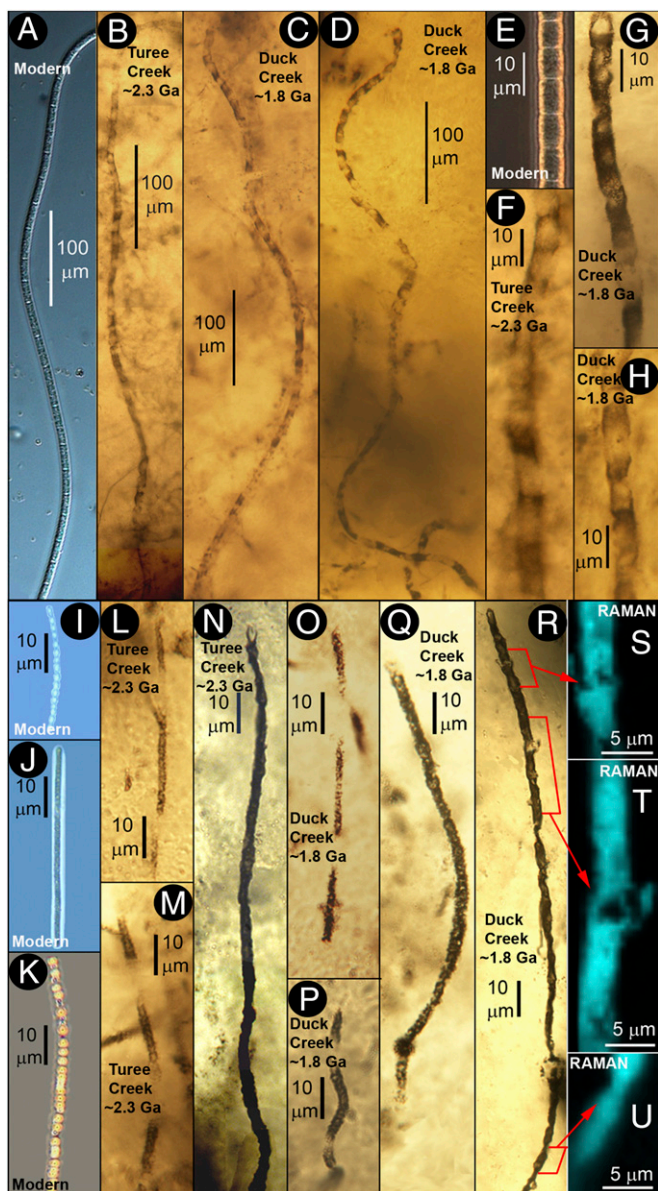 A
Modern
100
µm
B
Turee
Creek
~2.3 Ga
100
µm
C
Duck
Creek
~1.8 Ga
100
µm
D
Duck
Creek
~1.8 Ga
100
µm
E
10
µm
Modern
F
10
µm
Turee
Creek
~2.3 Ga
G
10
µm
Duck
Creek
~1.8 Ga
H
Duck
Creek
~1.8 Ga
10
µm
I
10
µm
Modern
J
10
µm
Modern
K
10
µm
Modern
L
Turee
Creek
~2.3 Ga
10
µm
M
10
µm
Turee
Creek
~2.3 Ga
N
Turee
Creek
~2.3 Ga
10
µm
O
10
µm
Duck
Creek
~1.8 Ga
P
Duck
Creek
~1.8 Ga
10
µm
Q
Duck
Creek
~1.8 Ga
10
µm
R
Duck
Creek
~1.8 Ga
10
µm
RAMAN
S
5 µm
RAMAN
T
5 µm
RAMAN
U
5 µm